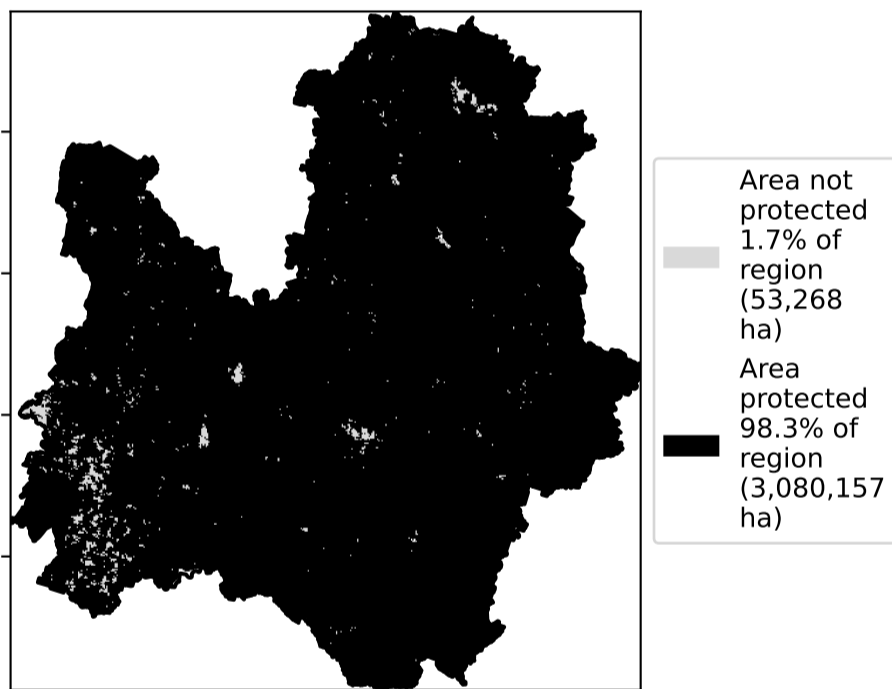 Area not
protected
1.7% of
region
(53,268
ha)
Area
protected
98.3% of
region
(3,080,157
ha)